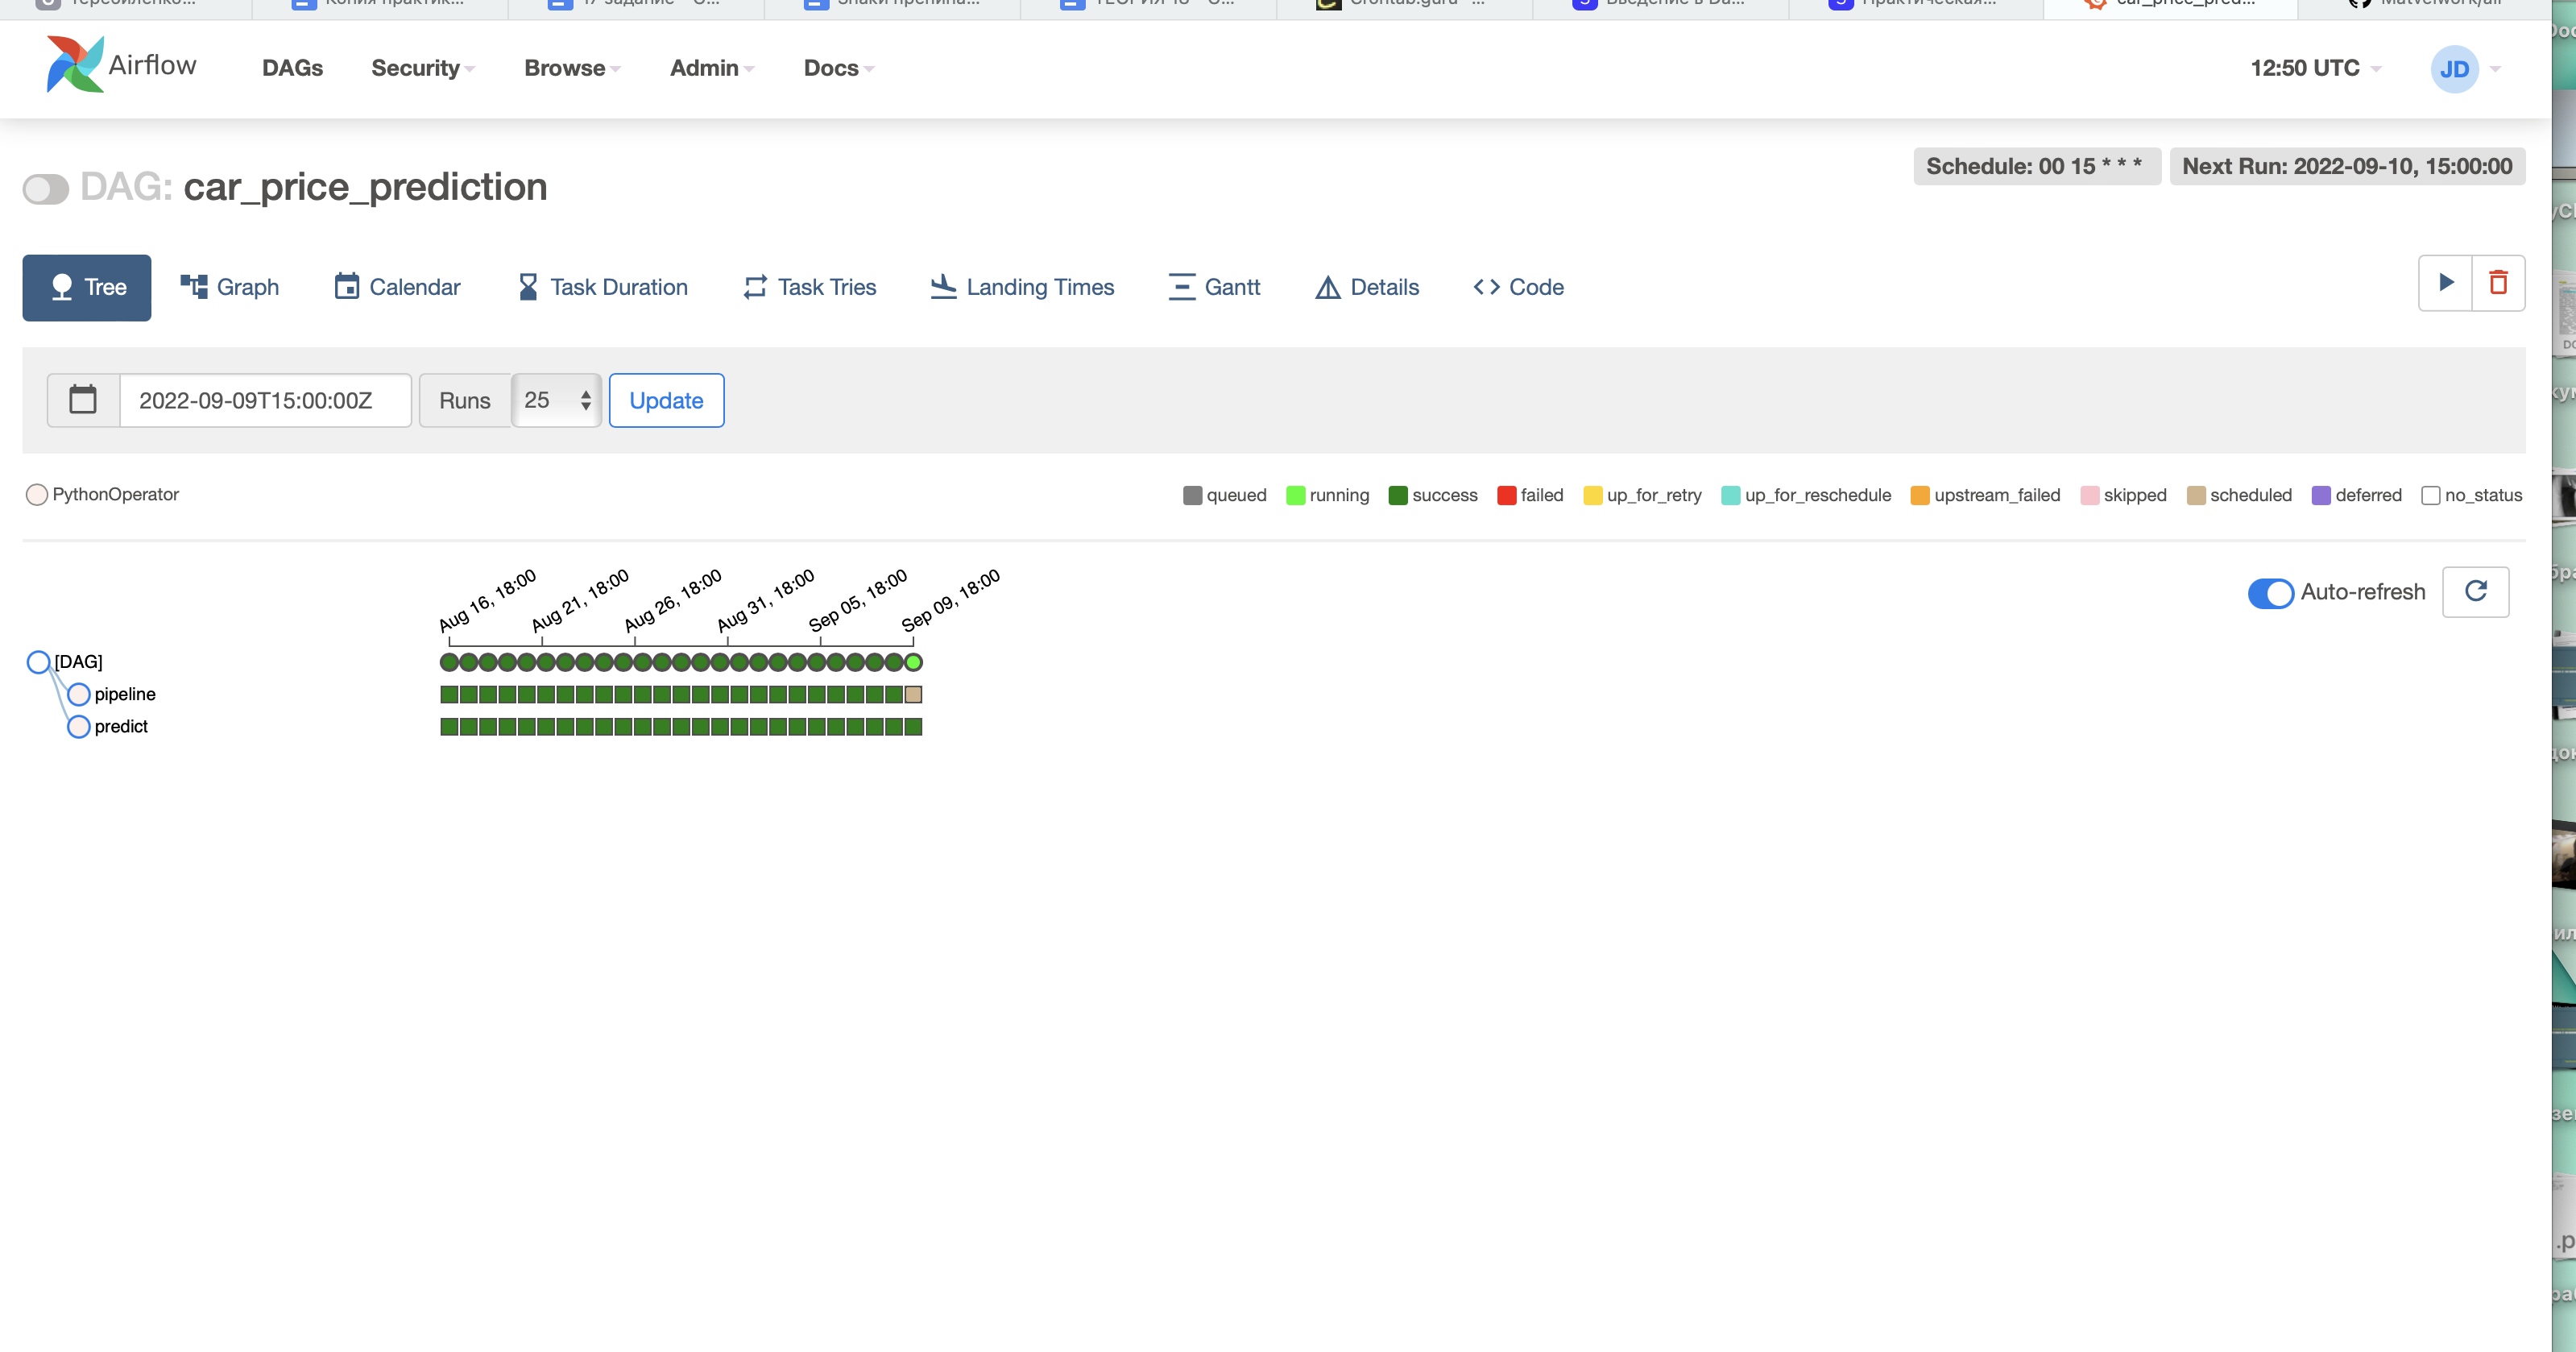 Airflow DAGs Security Browse Admin Docs 12:50 UTC JD
DAG: car_price_prediction
Schedule: 00 15 * * * Next Run: 2022-09-10, 15:00:00
Tree Graph Calendar Task Duration Task Tries Landing Times Gantt Details Code
2022-09-09T15:00:00Z Runs 25 Update
PythonOperator queued running success failed up_for_retry up_for_reschedule upstream_failed skipped scheduled deferred no_status
Aug 16, 18:00 Aug 21, 18:00 Aug 26, 18:00 Aug 31, 18:00 Sep 05, 18:00 Sep 09, 18:00
Auto-refresh
[DAG]
pipeline
predict